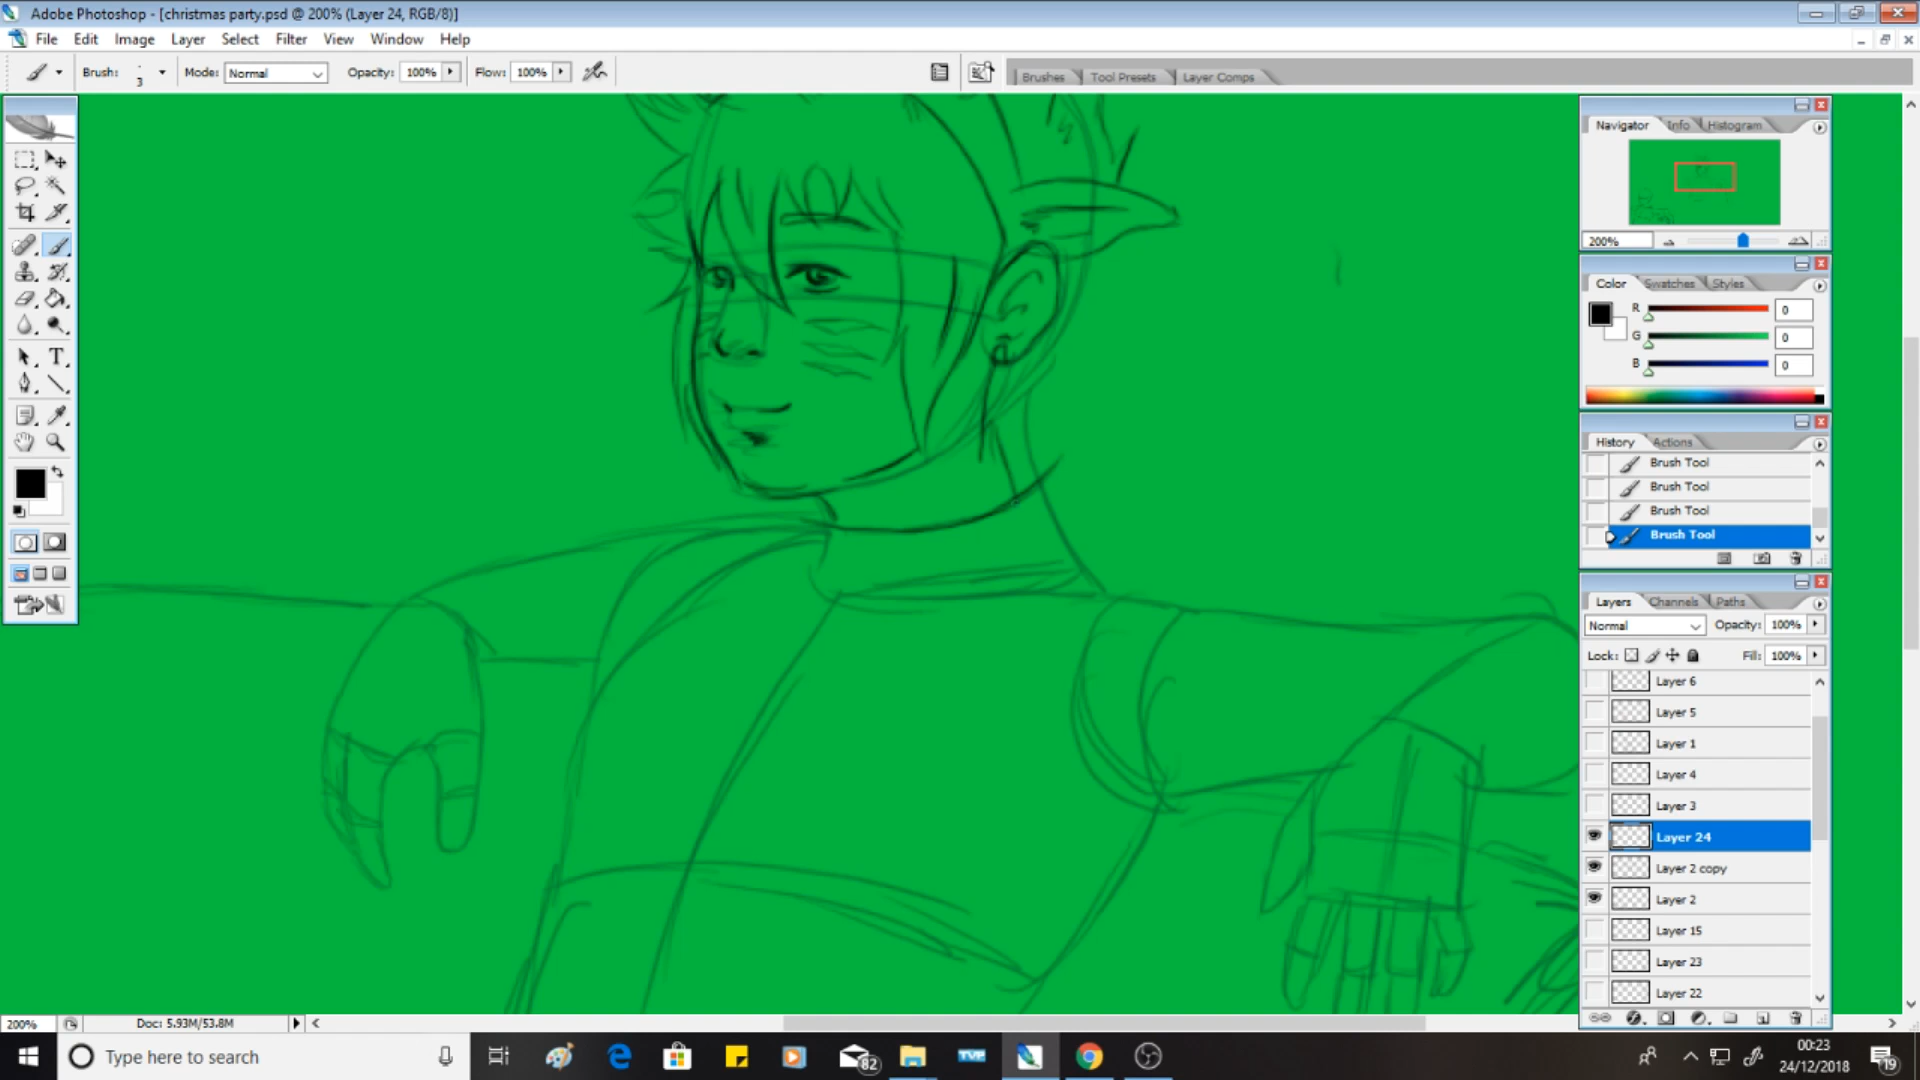 Adobe Photoshop - [christmas party.psd @ 200% (Layer 24, RGB/8)]
File Edit Image Layer Select Filter View Window Help
Brush: 3 Mode: Normal Opacity: 100% Flow: 100% Brushes Tool Presets Layer Comps
Navigator Info Histogram
200%
Color Swatches Styles
R 0
G 0
B 0
History Actions
Brush Tool
Brush Tool
Brush Tool
Brush Tool
Layers Channels Paths
Normal Opacity: 100%
Lock: Fill: 100%
Layer 6
Layer 5
Layer 1
Layer 4
Layer 3
Layer 24
Layer 2 copy
Layer 2
Layer 15
Layer 23
Layer 22
200% Doc: 5.93M/53.8M
Type here to search 82 TVP 00:23 19
24/12/2018